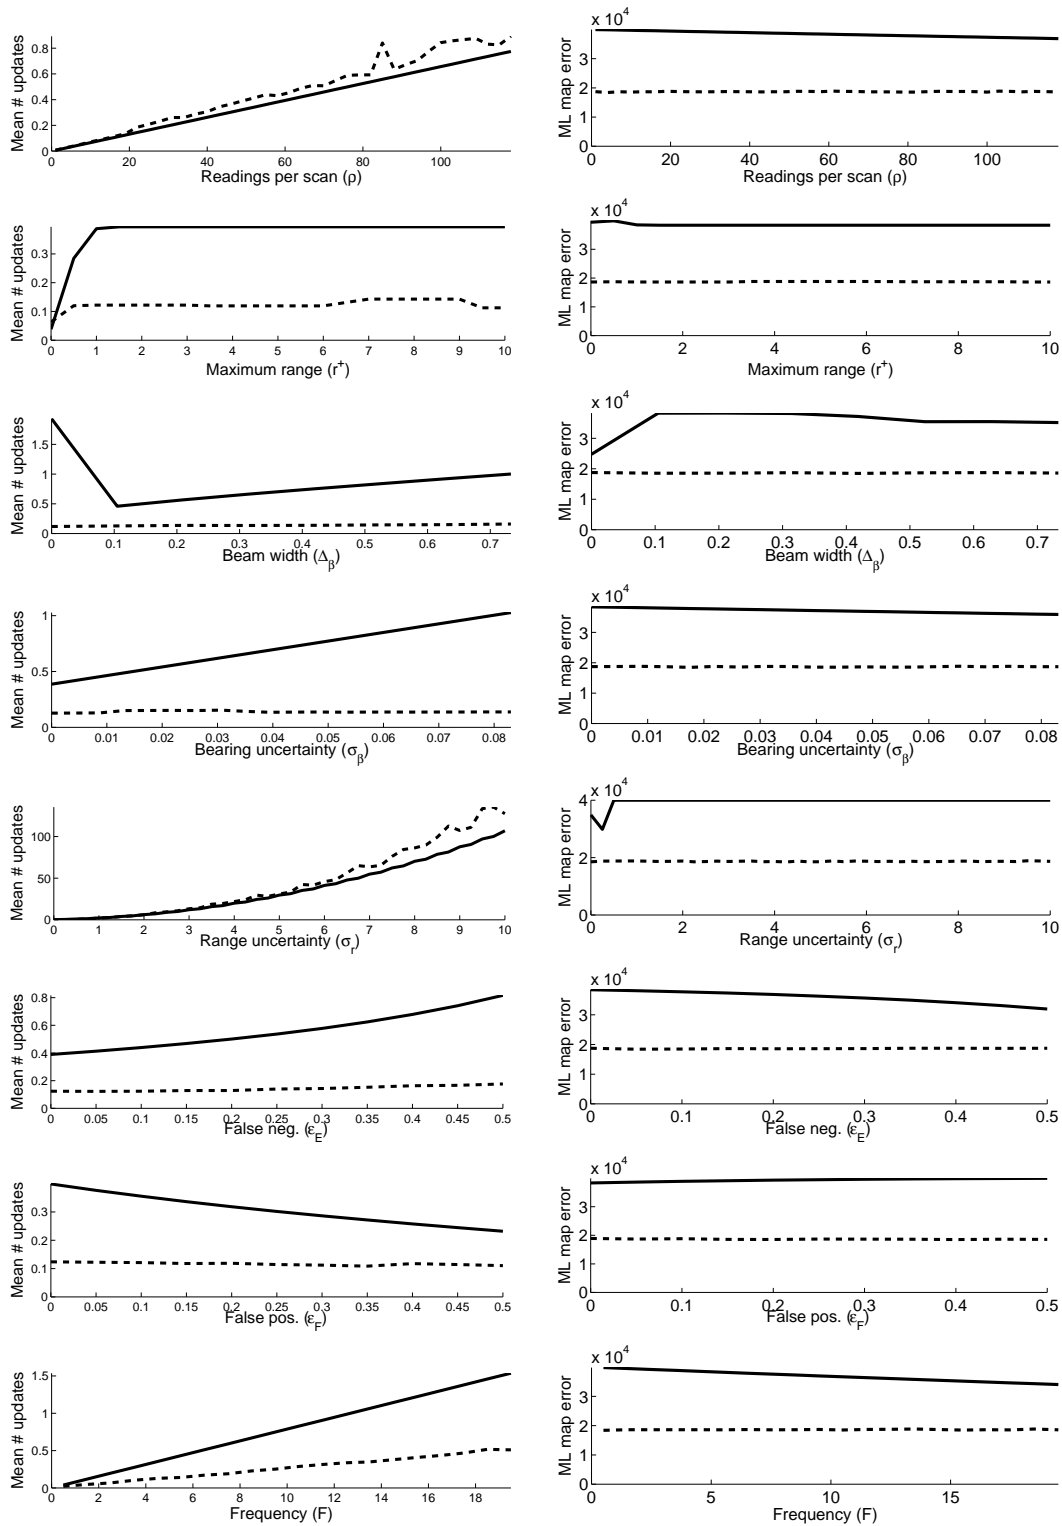 Mean # updates
0.8
0.6
0.4
0.2
0
0 20 40 60 80 100
Readings per scan (ρ)
x 10^4
ML map error
3
2
1
0
0 20 40 60 80 100
Readings per scan (ρ)
Mean # updates
0.3
0.2
0.1
0
0 1 2 3 4 5 6 7 8 9 10
Maximum range (r^+)
x 10^4
ML map error
3
2
1
0
0 2 4 6 8 10
Maximum range (r^+)
Mean # updates
1.5
1
0.5
0
0 0.1 0.2 0.3 0.4 0.5 0.6 0.7
Beam width (Δ_β)
x 10^4
ML map error
3
2
1
0
0 0.1 0.2 0.3 0.4 0.5 0.6 0.7
Beam width (Δ_β)
Mean # updates
1
0.5
0
0 0.01 0.02 0.03 0.04 0.05 0.06 0.07 0.08
Bearing uncertainty (σ_β)
x 10^4
ML map error
3
2
1
0
0 0.01 0.02 0.03 0.04 0.05 0.06 0.07 0.08
Bearing uncertainty (σ_β)
Mean # updates
100
50
0
0 1 2 3 4 5 6 7 8 9 10
Range uncertainty (σ_r)
x 10^4
ML map error
4
2
0
0 2 4 6 8 10
Range uncertainty (σ_r)
Mean # updates
0.8
0.6
0.4
0.2
0
0 0.05 0.1 0.15 0.2 0.25 0.3 0.35 0.4 0.45 0.5
False neg. (ε_E)
x 10^4
ML map error
3
2
1
0
0 0.1 0.2 0.3 0.4 0.5
False neg. (ε_E)
Mean # updates
0.3
0.2
0.1
0
0 0.05 0.1 0.15 0.2 0.25 0.3 0.35 0.4 0.45 0.5
False pos. (ε_F)
x 10^4
ML map error
3
2
1
0
0 0.1 0.2 0.3 0.4 0.5
False pos. (ε_F)
Mean # updates
1.5
1
0.5
0
0 2 4 6 8 10 12 14 16 18
Frequency (F)
x 10^4
ML map error
3
2
1
0
0 5 10 15
Frequency (F)